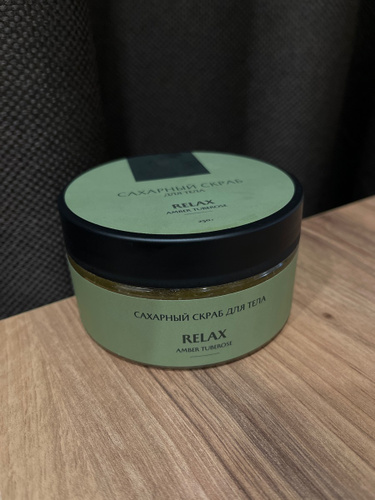 САХАРНЫЙ СКРАБ
ДЛЯ ТЕЛА
RELAX
AMBER TUBEROSE
САХАРНЫЙ СКРАБ ДЛЯ ТЕЛА
RELAX
AMBER TUBEROSE